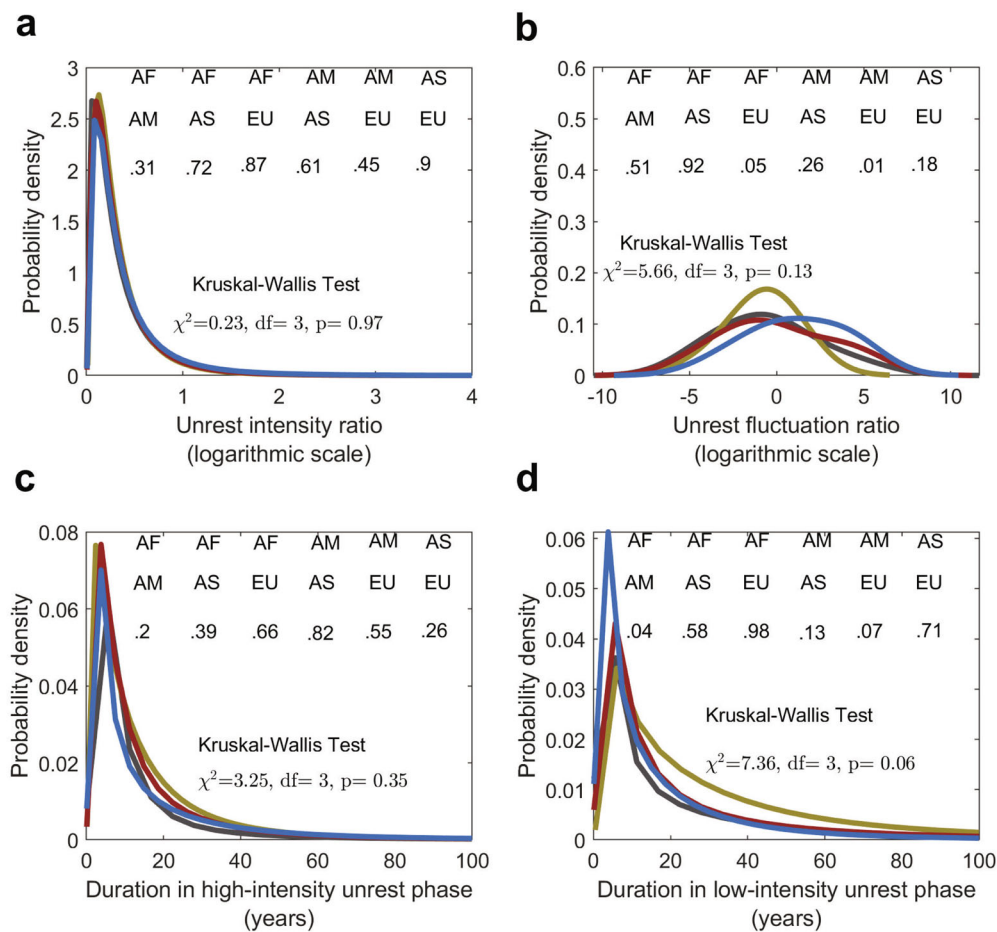 a
3
2.5
2
1.5
1
0.5
0
AF AF AF AM AM AS
AM AS EU AS EU EU
.31 .72 .87 .61 .45 .9
Kruskal-Wallis Test
χ²=0.23, df= 3, p= 0.97
0 1 2 3 4
Unrest intensity ratio
(logarithmic scale)
Probability density
b
0.6
0.5
0.4
0.3
0.2
0.1
0
AF AF AF AM AM AS
AM AS EU AS EU EU
.51 .92 .05 .26 .01 .18
Kruskal-Wallis Test
χ²=5.66, df= 3, p= 0.13
-10 -5 0 5 10
Unrest fluctuation ratio
(logarithmic scale)
Probability density
c
0.08
0.06
0.04
0.02
0
AF AF AF AM AM AS
AM AS EU AS EU EU
.2 .39 .66 .82 .55 .26
Kruskal-Wallis Test
χ²=3.25, df= 3, p= 0.35
0 20 40 60 80 100
Duration in high-intensity unrest phase
(years)
Probability density
d
0.06
0.05
0.04
0.03
0.02
0.01
0
AF AF AF AM AM AS
AM AS EU AS EU EU
.04 .58 .98 .13 .07 .71
Kruskal-Wallis Test
χ²=7.36, df= 3, p= 0.06
0 20 40 60 80 100
Duration in low-intensity unrest phase
(years)
Probability density